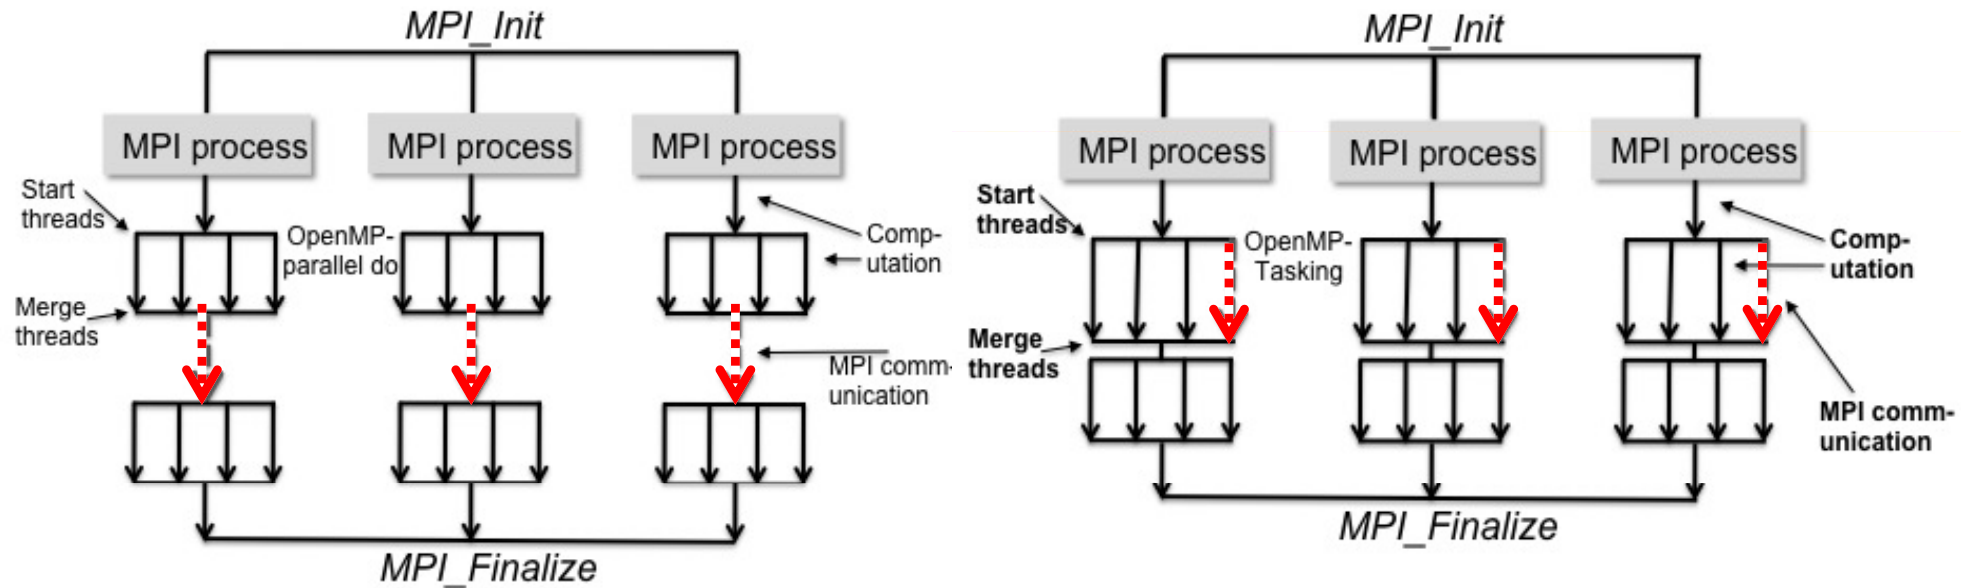 MPI_Init
MPI process
MPI process
MPI process
Start
threads
OpenMP-
parallel do
Comp-
utation
Merge
threads
MPI comm-
unication
MPI_Finalize
MPI_Init
MPI process
MPI process
MPI process
Start
threads
OpenMP-
Tasking
Comp-
utation
Merge
threads
MPI comm-
unication
MPI_Finalize